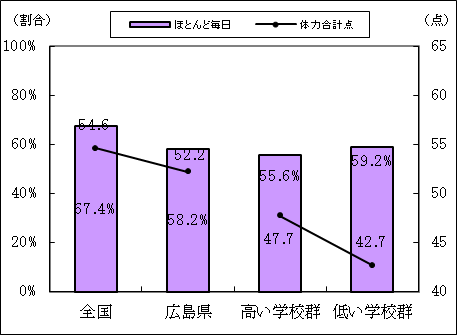 (割合) ほとんど毎日 体力合計点 (点)
100% 65
80% 60
60% 55
40% 50
20% 45
0% 40
54.6 52.2 55.6% 59.2%
67.4% 58.2% 47.7 42.7
全国 広島県 高い学校群 低い学校群